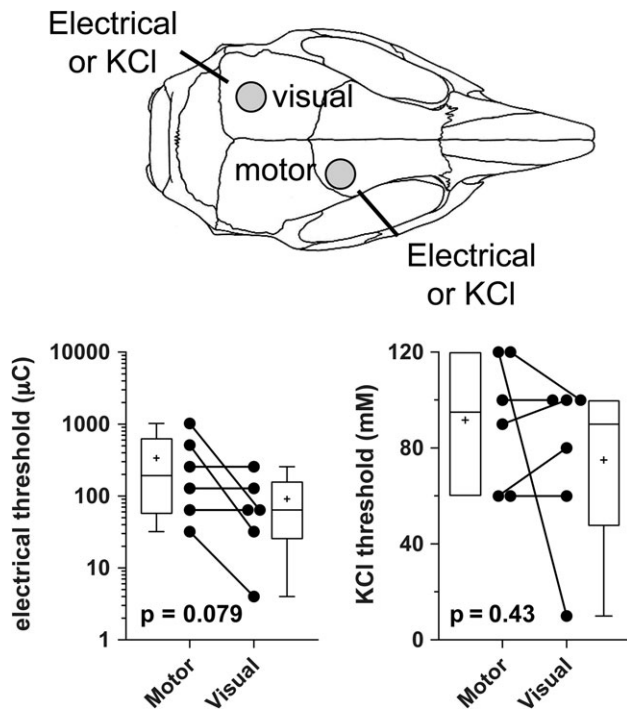 Electrical
or KCl
visual
motor
Electrical
or KCl
electrical threshold (µC)
10000
1000
100
10
1
p = 0.079
Motor
Visual
KCl threshold (mM)
120
80
40
0
p = 0.43
Motor
Visual